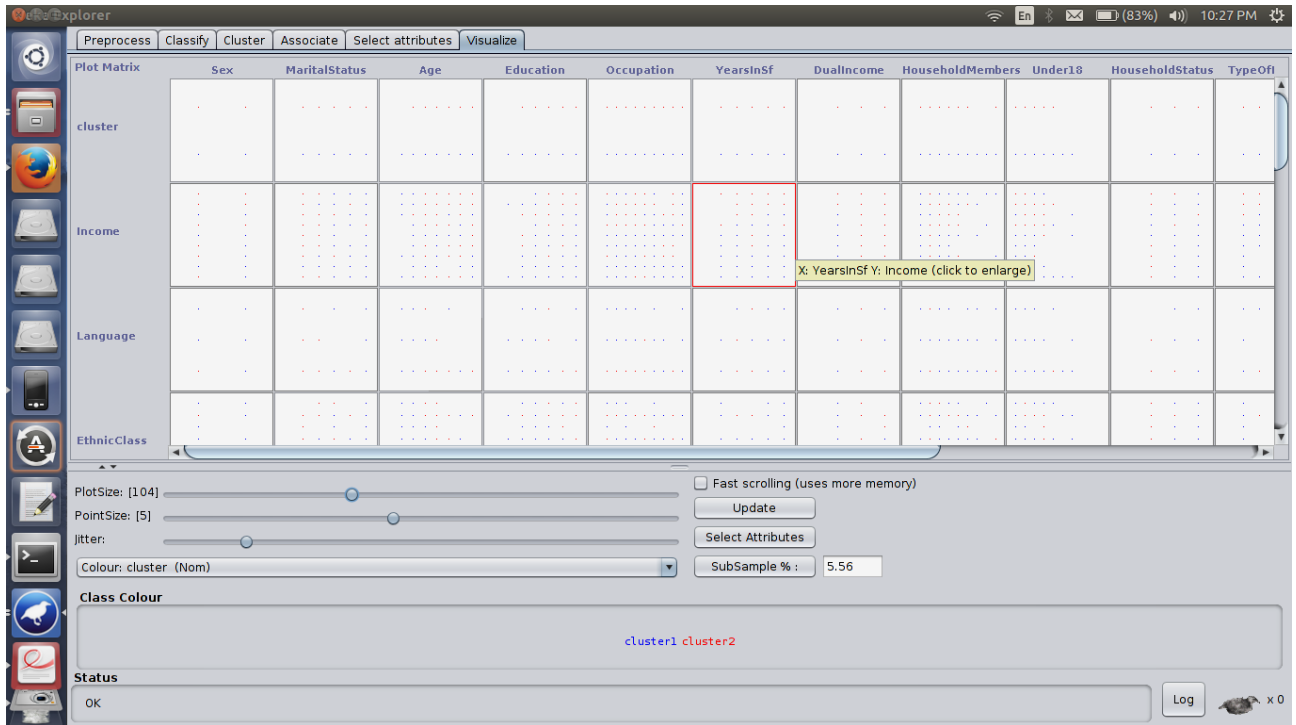 Explorer
En (83%) 10:27 PM
Preprocess Classify Cluster Associate Select attributes Visualize
Plot Matrix Sex MaritalStatus Age Education Occupation YearsInSf DualIncome HouseholdMembers Under18 HouseholdStatus TypeOfH
cluster
Income
X: YearsInSf Y: Income (click to enlarge)
Language
EthnicClass
PlotSize: [104]
Fast scrolling (uses more memory)
Update
PointSize: [5]
Select Attributes
Jitter:
Colour: cluster (Nom)
SubSample % : 5.56
Class Colour
cluster1 cluster2
Status
OK
Log
x 0